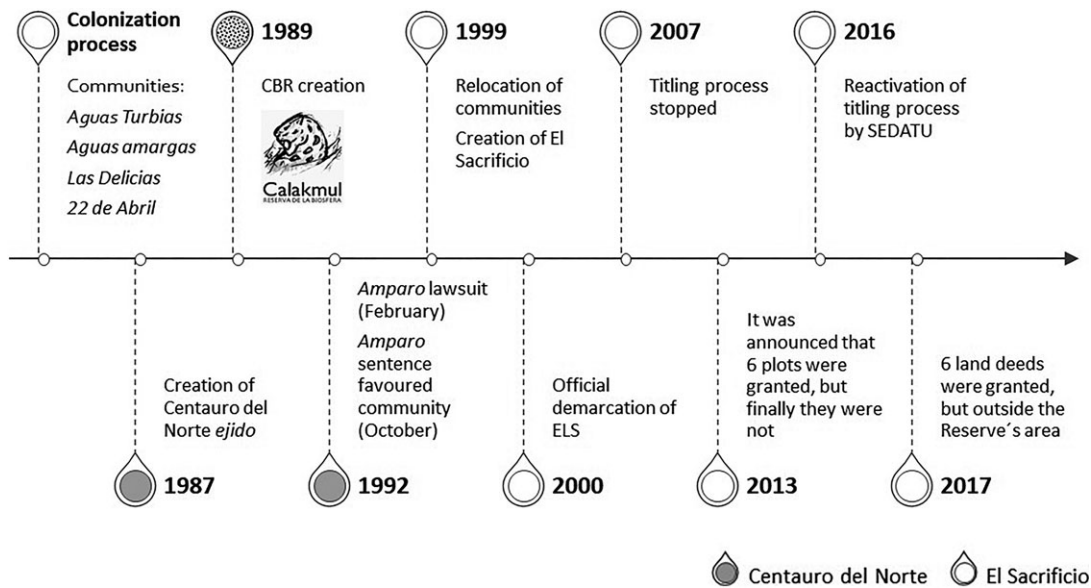 Colonization
process
Communities:
Aguas Turbias
Aguas amargas
Las Delicias
22 de Abril
1989
CBR creation
Calakmul
RESERVA DE LA BIOSFERA
1999
Relocation of
communities
Creation of El
Sacrificio
2007
Titling process
stopped
2016
Reactivation of
titling process
by SEDATU
Creation of
Centauro del
Norte ejido
1987
Amparo lawsuit
(February)
Amparo
sentence
favoured
community
(October)
1992
Official
demarcation of
ELS
2000
It was
announced that
6 plots were
granted, but
finally they were
not
2013
6 land deeds
were granted,
but outside the
Reserve´s area
2017
Centauro del Norte
El Sacrificio